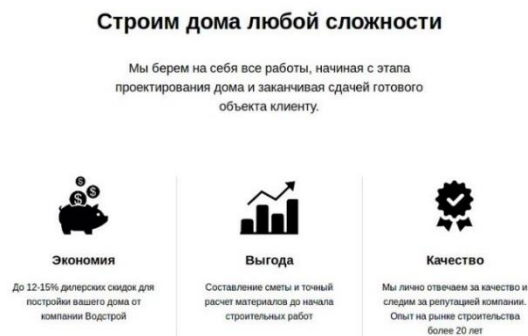 Строим дома любой сложности
Мы берем на себя все работы, начиная с этапа
проектирования дома и заканчивая сдачей готового
объекта клиенту.
$
$
$
Экономия
До 12-15% дилерских скидок для
постройки вашего дома от
компании Водстрой
Выгода
Составление сметы и точный
расчет материалов до начала
строительных работ
Качество
Мы лично отвечаем за качество и
следим за репутацией компании.
Опыт на рынке строительства
более 20 лет